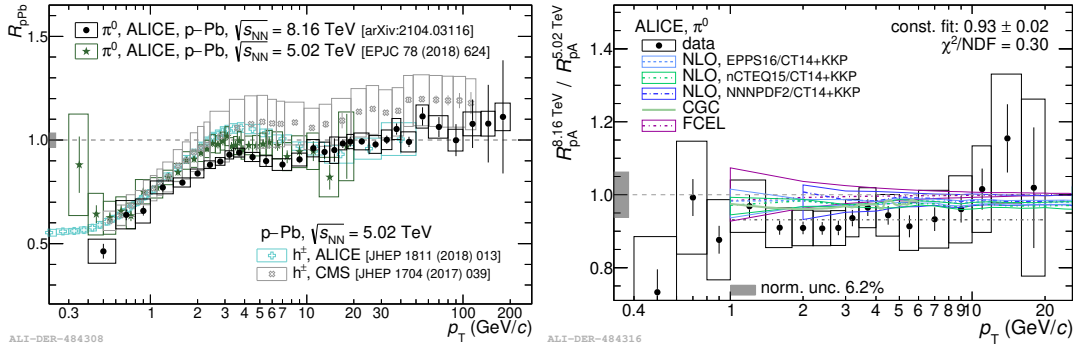 R_pPb
π⁰, ALICE, p–Pb, √s_NN = 8.16 TeV [arXiv:2104.03116]
π⁰, ALICE, p–Pb, √s_NN = 5.02 TeV [EPJC 78 (2018) 624]
1.5
1.0
0.5
p–Pb, √s_NN = 5.02 TeV
h±, ALICE [JHEP 1811 (2018) 013]
h±, CMS [JHEP 1704 (2017) 039]
0.3 1 2 3 4 5 6 7 10 20 30 100 200
p_T (GeV/c)
ALI-DER-484308
R_pA^8.16 TeV / R_pA^5.02 TeV
ALICE, π⁰
data
NLO, EPPS16/CT14+KKP
NLO, nCTEQ15/CT14+KKP
NLO, NNNPDF2/CT14+KKP
CGC
FCEL
const. fit: 0.93 ± 0.02
χ²/NDF = 0.30
1.4
1.2
1.0
0.8
norm. unc. 6.2%
0.4 1 2 3 4 5 6 7 8 9 10 20
p_T (GeV/c)
ALI-DER-484316